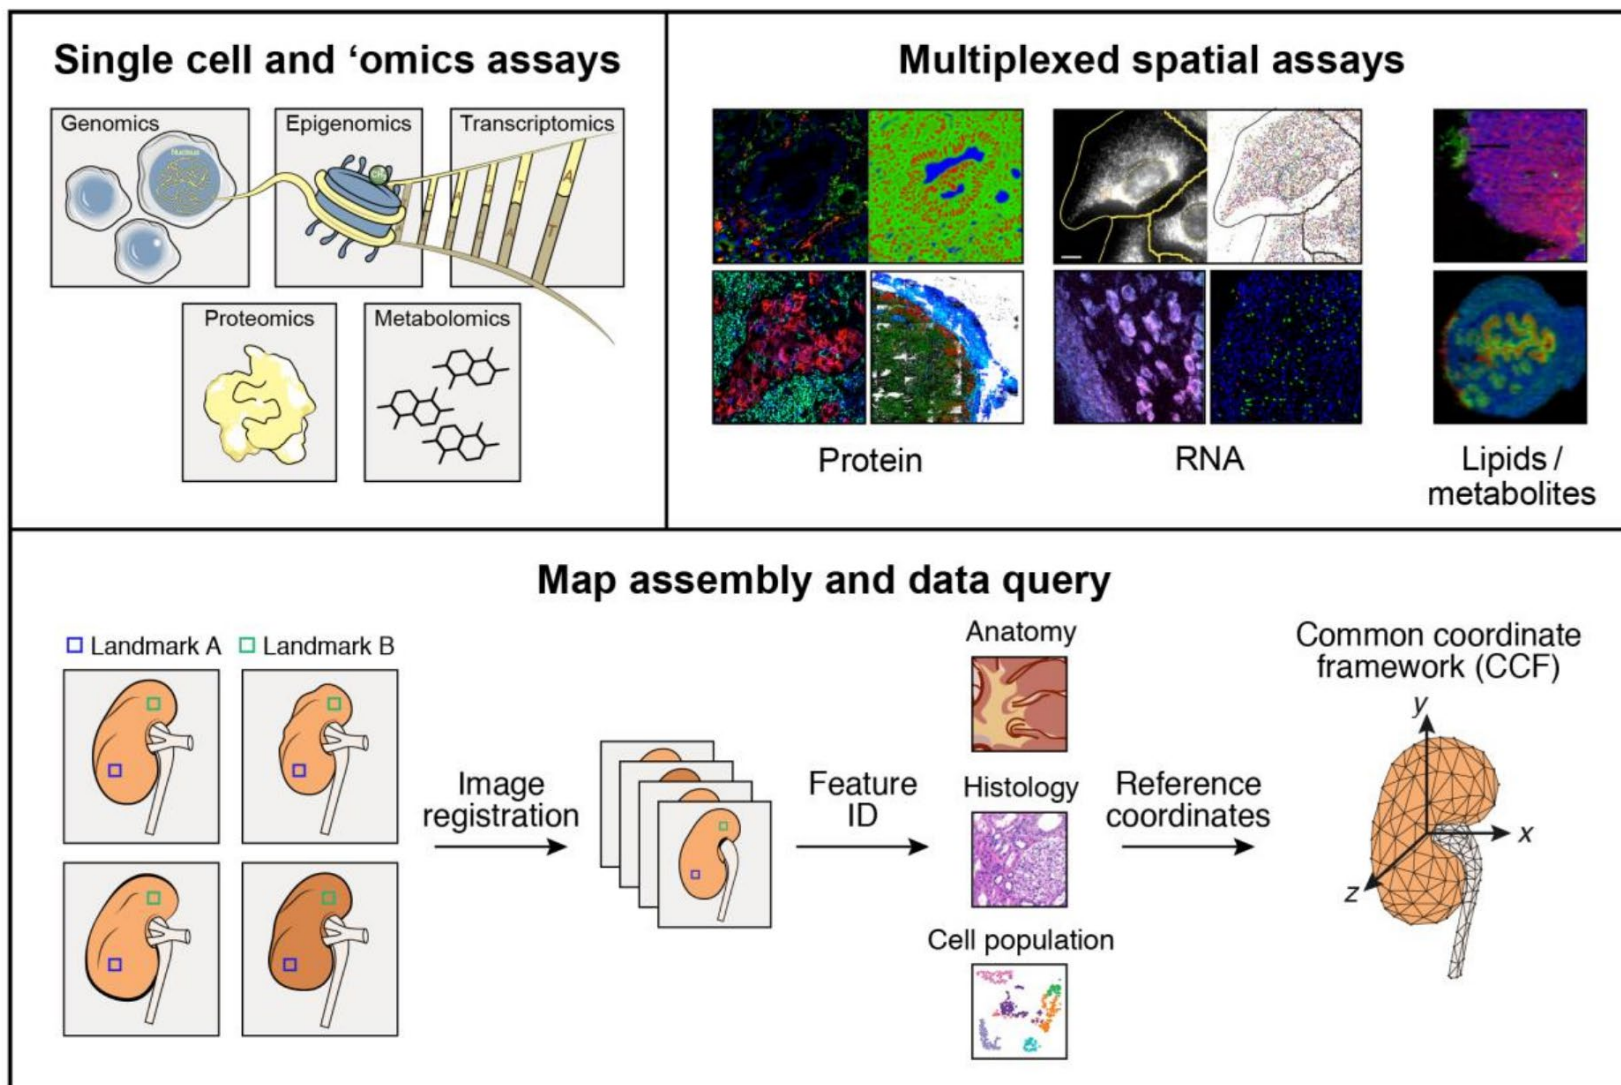 Single cell and ‘omics assays
Genomics
Nucleus
Epigenomics
Transcriptomics
A
G
T
A
A
T
Proteomics
Metabolomics
Multiplexed spatial assays
Protein
RNA
Lipids /
metabolites
Map assembly and data query
Landmark A
Landmark B
Image
registration
Feature
ID
Anatomy
Histology
Cell population
Reference
coordinates
Common coordinate
framework (CCF)
y
x
z